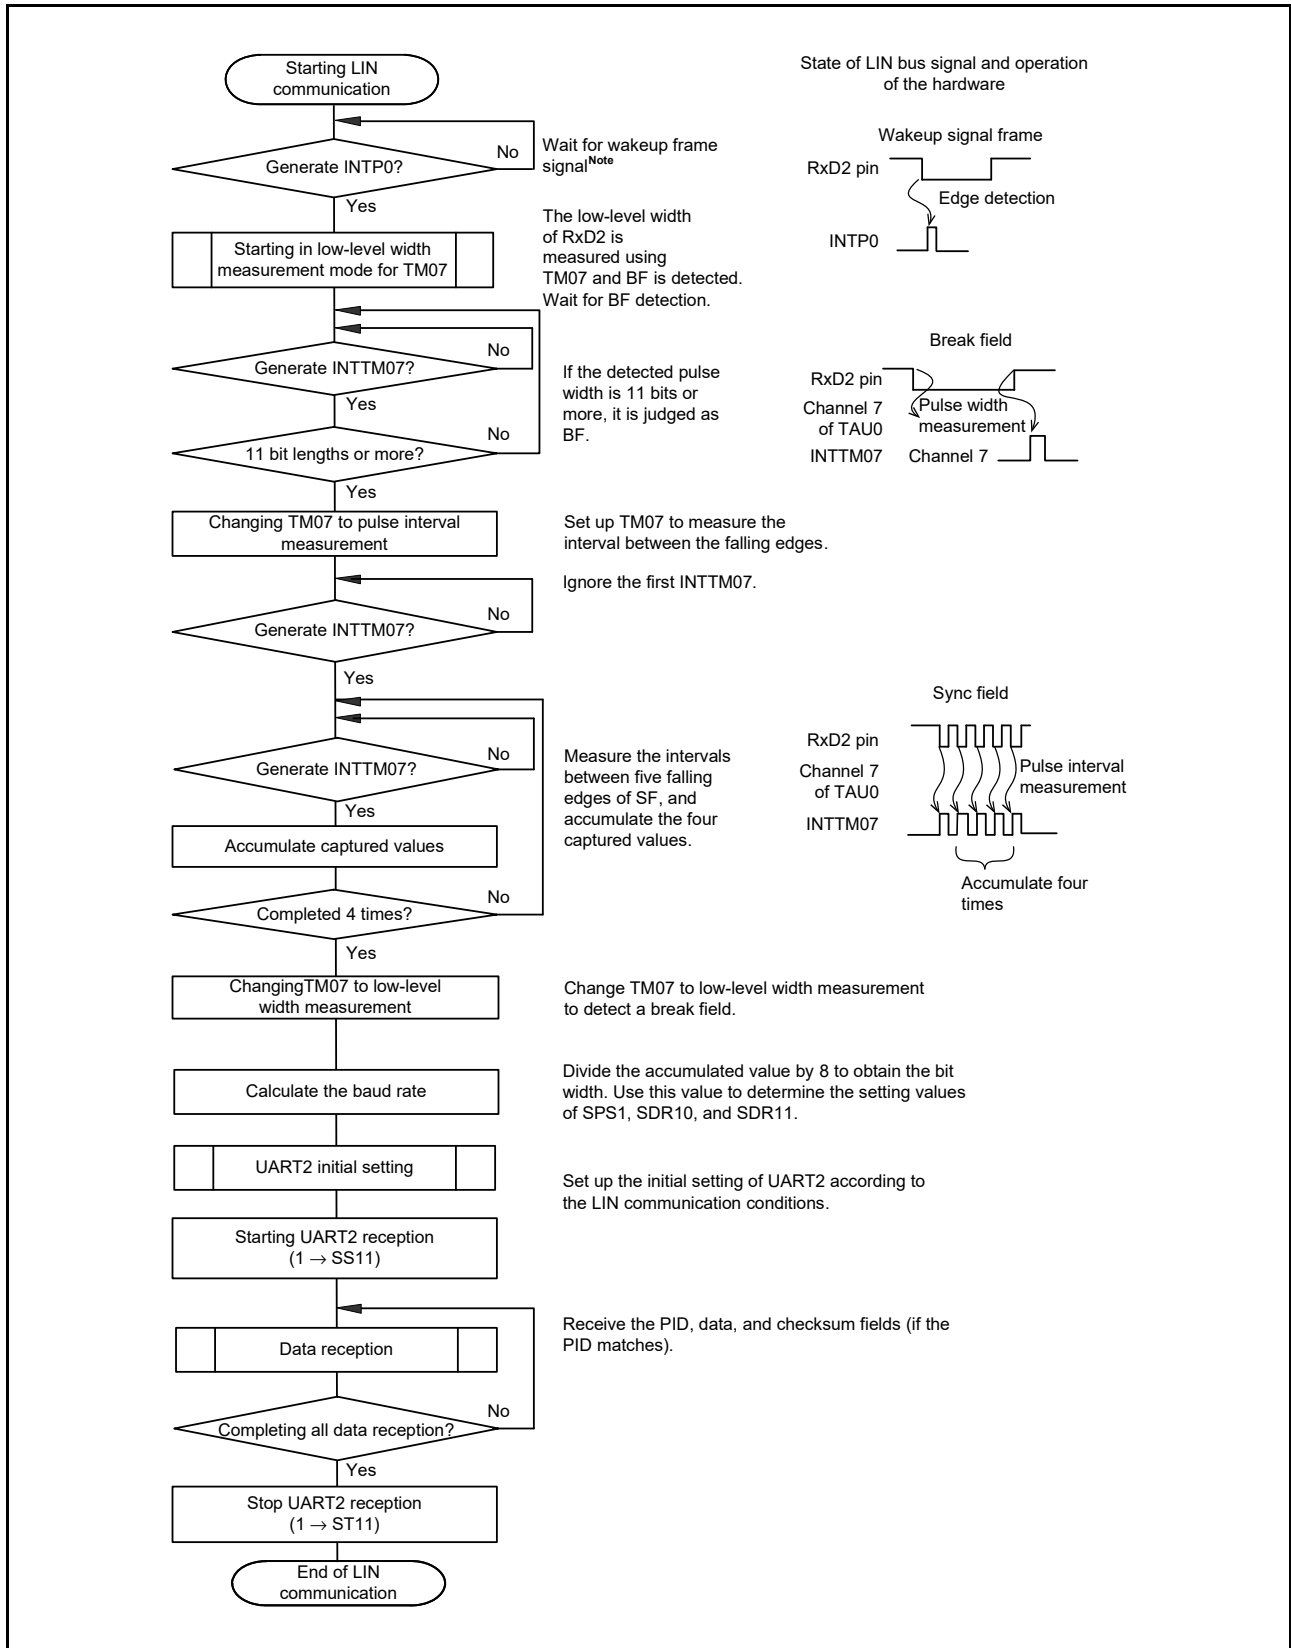 Starting LIN
communication
State of LIN bus signal and operation
of the hardware
Generate INTP0?
No
Yes
Wait for wakeup frame
signalNote
Wakeup signal frame
RxD2 pin
Edge detection
INTP0
Starting in low-level width
measurement mode for TM07
The low-level width
of RxD2 is
measured using
TM07 and BF is detected.
Wait for BF detection.
Generate INTTM07?
No
Yes
11 bit lengths or more?
No
Yes
If the detected pulse
width is 11 bits or
more, it is judged as
BF.
Break field
RxD2 pin
Channel 7
of TAU0
Pulse width
measurement
INTTM07
Channel 7
Changing TM07 to pulse interval
measurement
Set up TM07 to measure the
interval between the falling edges.
Ignore the first INTTM07.
Generate INTTM07?
No
Yes
Generate INTTM07?
No
Yes
Accumulate captured values
Completed 4 times?
No
Yes
Measure the intervals
between five falling
edges of SF, and
accumulate the four
captured values.
Sync field
RxD2 pin
Channel 7
of TAU0
Pulse interval
measurement
INTTM07
Accumulate four
times
ChangingTM07 to low-level
width measurement
Change TM07 to low-level width measurement
to detect a break field.
Calculate the baud rate
Divide the accumulated value by 8 to obtain the bit
width. Use this value to determine the setting values
of SPS1, SDR10, and SDR11.
UART2 initial setting
Set up the initial setting of UART2 according to
the LIN communication conditions.
Starting UART2 reception
(1 → SS11)
Data reception
Receive the PID, data, and checksum fields (if the
PID matches).
Completing all data reception?
No
Yes
Stop UART2 reception
(1 → ST11)
End of LIN
communication